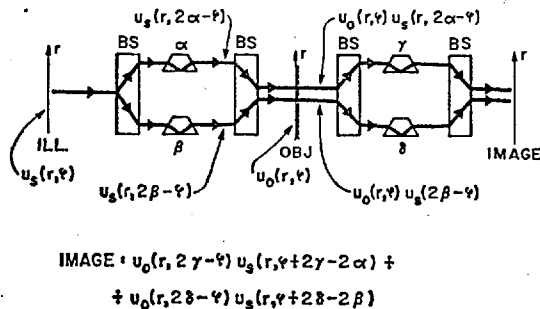 u_s(r, 2α-φ)
u_o(r,φ) u_s(r, 2α-φ)
r
BS
α
BS
r
BS
γ
BS
r
ILL.
β
OBJ
δ
IMAGE
u_s(r,φ)
u_s(r, 2β-φ)
u_o(r,φ)
u_o(r,φ) u_s(2β-φ)
IMAGE : u_o(r, 2γ-φ) u_s(r,φ+2γ-2α) +
+ u_o(r,2δ-φ) u_s(r,φ+2δ-2β)